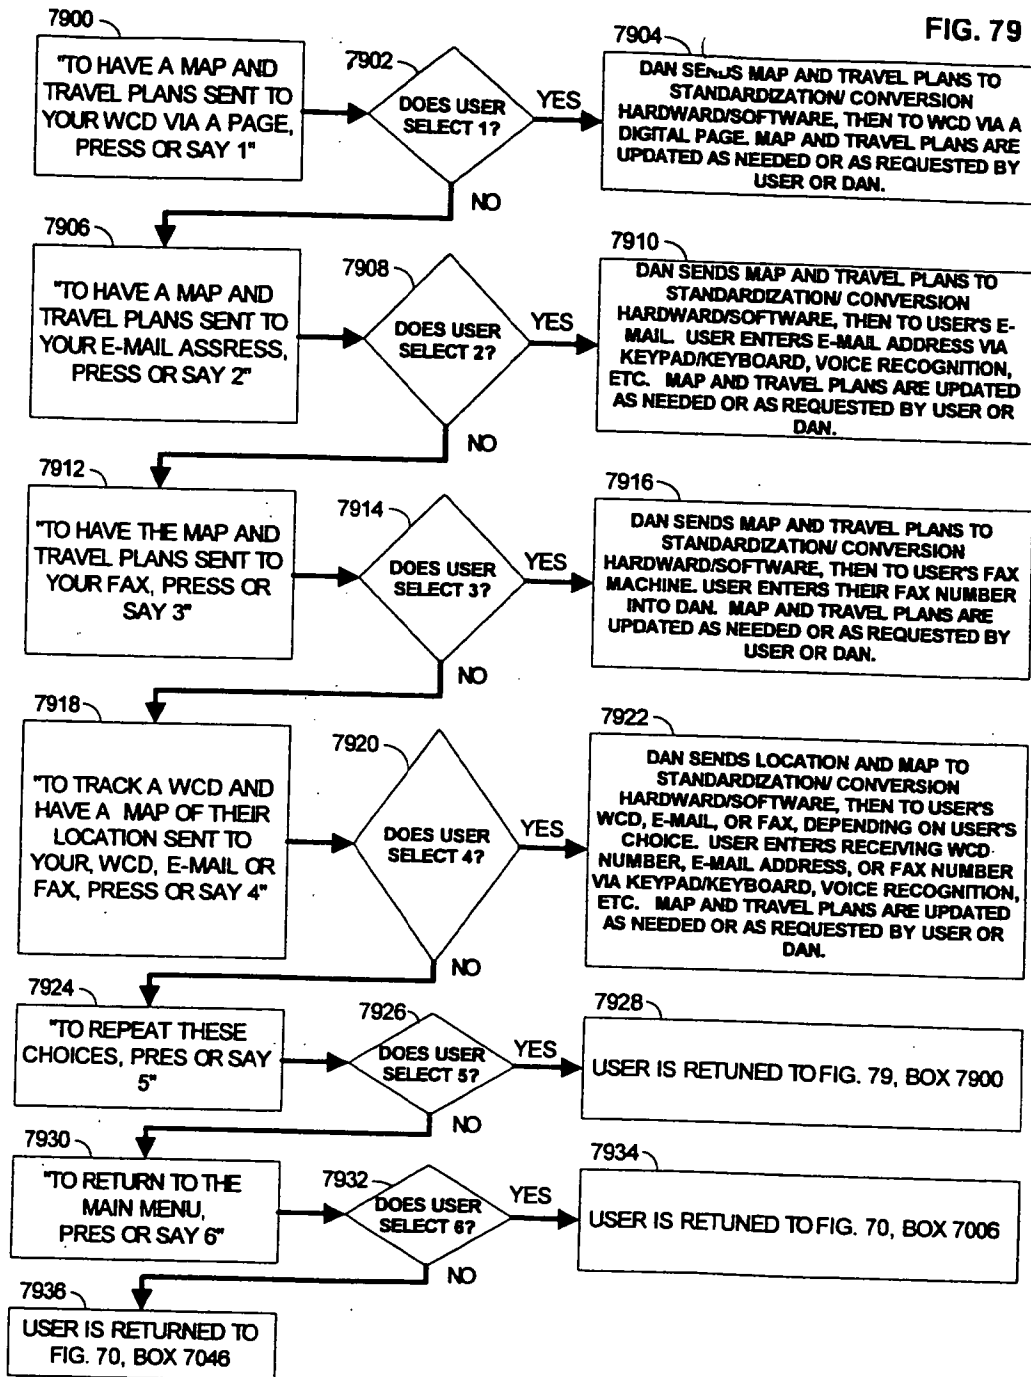 FIG. 79
7900
"TO HAVE A MAP AND
TRAVEL PLANS SENT TO
YOUR WCD VIA A PAGE,
PRESS OR SAY 1"
7902
DOES USER
SELECT 1?
YES
NO
7904
DAN SENDS MAP AND TRAVEL PLANS TO
STANDARDIZATION/ CONVERSION
HARDWARE/SOFTWARE, THEN TO WCD VIA A
DIGITAL PAGE. MAP AND TRAVEL PLANS ARE
UPDATED AS NEEDED OR AS REQUESTED BY
USER OR DAN.
7906
"TO HAVE A MAP AND
TRAVEL PLANS SENT TO
YOUR E-MAIL ASSRESS,
PRESS OR SAY 2"
7908
DOES USER
SELECT 2?
YES
NO
7910
DAN SENDS MAP AND TRAVEL PLANS TO
STANDARDIZATION/ CONVERSION
HARDWARE/SOFTWARE, THEN TO USER'S E-
MAIL. USER ENTERS E-MAIL ADDRESS VIA
KEYPAD/KEYBOARD, VOICE RECOGNITION,
ETC. MAP AND TRAVEL PLANS ARE UPDATED
AS NEEDED OR AS REQUESTED BY USER OR
DAN.
7912
"TO HAVE THE MAP AND
TRAVEL PLANS SENT TO
YOUR FAX, PRESS OR
SAY 3"
7914
DOES USER
SELECT 3?
YES
NO
7916
DAN SENDS MAP AND TRAVEL PLANS TO
STANDARDIZATION/ CONVERSION
HARDWARE/SOFTWARE, THEN TO USER'S FAX
MACHINE. USER ENTERS THEIR FAX NUMBER
INTO DAN. MAP AND TRAVEL PLANS ARE
UPDATED AS NEEDED OR AS REQUESTED BY
USER OR DAN.
7918
"TO TRACK A WCD AND
HAVE A MAP OF THEIR
LOCATION SENT TO
YOUR, WCD, E-MAIL OR
FAX, PRESS OR SAY 4"
7920
DOES USER
SELECT 4?
YES
NO
7922
DAN SENDS LOCATION AND MAP TO
STANDARDIZATION/ CONVERSION
HARDWARD/SOFTWARE, THEN TO USER'S
WCD, E-MAIL, OR FAX, DEPENDING ON USER'S
CHOICE. USER ENTERS RECEIVING WCD
NUMBER, E-MAIL ADDRESS, OR FAX NUMBER
VIA KEYPAD/KEYBOARD, VOICE RECOGNITION,
ETC. MAP AND TRAVEL PLANS ARE UPDATED
AS NEEDED OR AS REQUESTED BY USER OR
DAN.
7924
"TO REPEAT THESE
CHOICES, PRES OR SAY
5"
7926
DOES USER
SELECT 5?
YES
NO
7928
USER IS RETUNED TO FIG. 79, BOX 7900
7930
"TO RETURN TO THE
MAIN MENU,
PRES OR SAY 6"
7932
DOES USER
SELECT 6?
YES
NO
7934
USER IS RETUNED TO FIG. 70, BOX 7006
7936
USER IS RETURNED TO
FIG. 70, BOX 7046